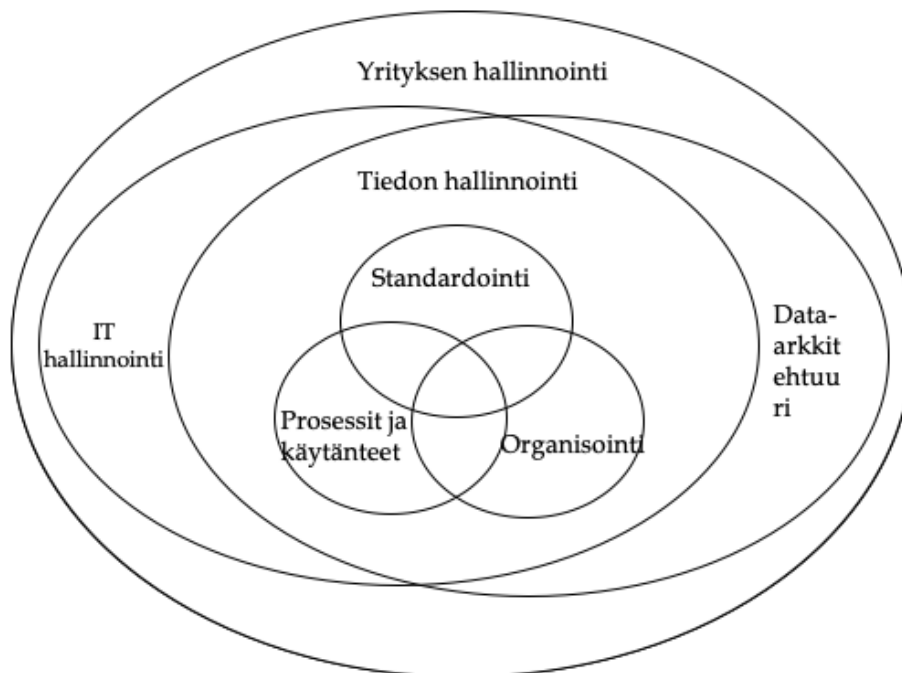 Yrityksen hallinnointi
Tiedon hallinnointi
Standardointi
IT
hallinnointi
Data-
arkkit
ehtuu
ri
Prosessit ja
käytänteet
Organisointi